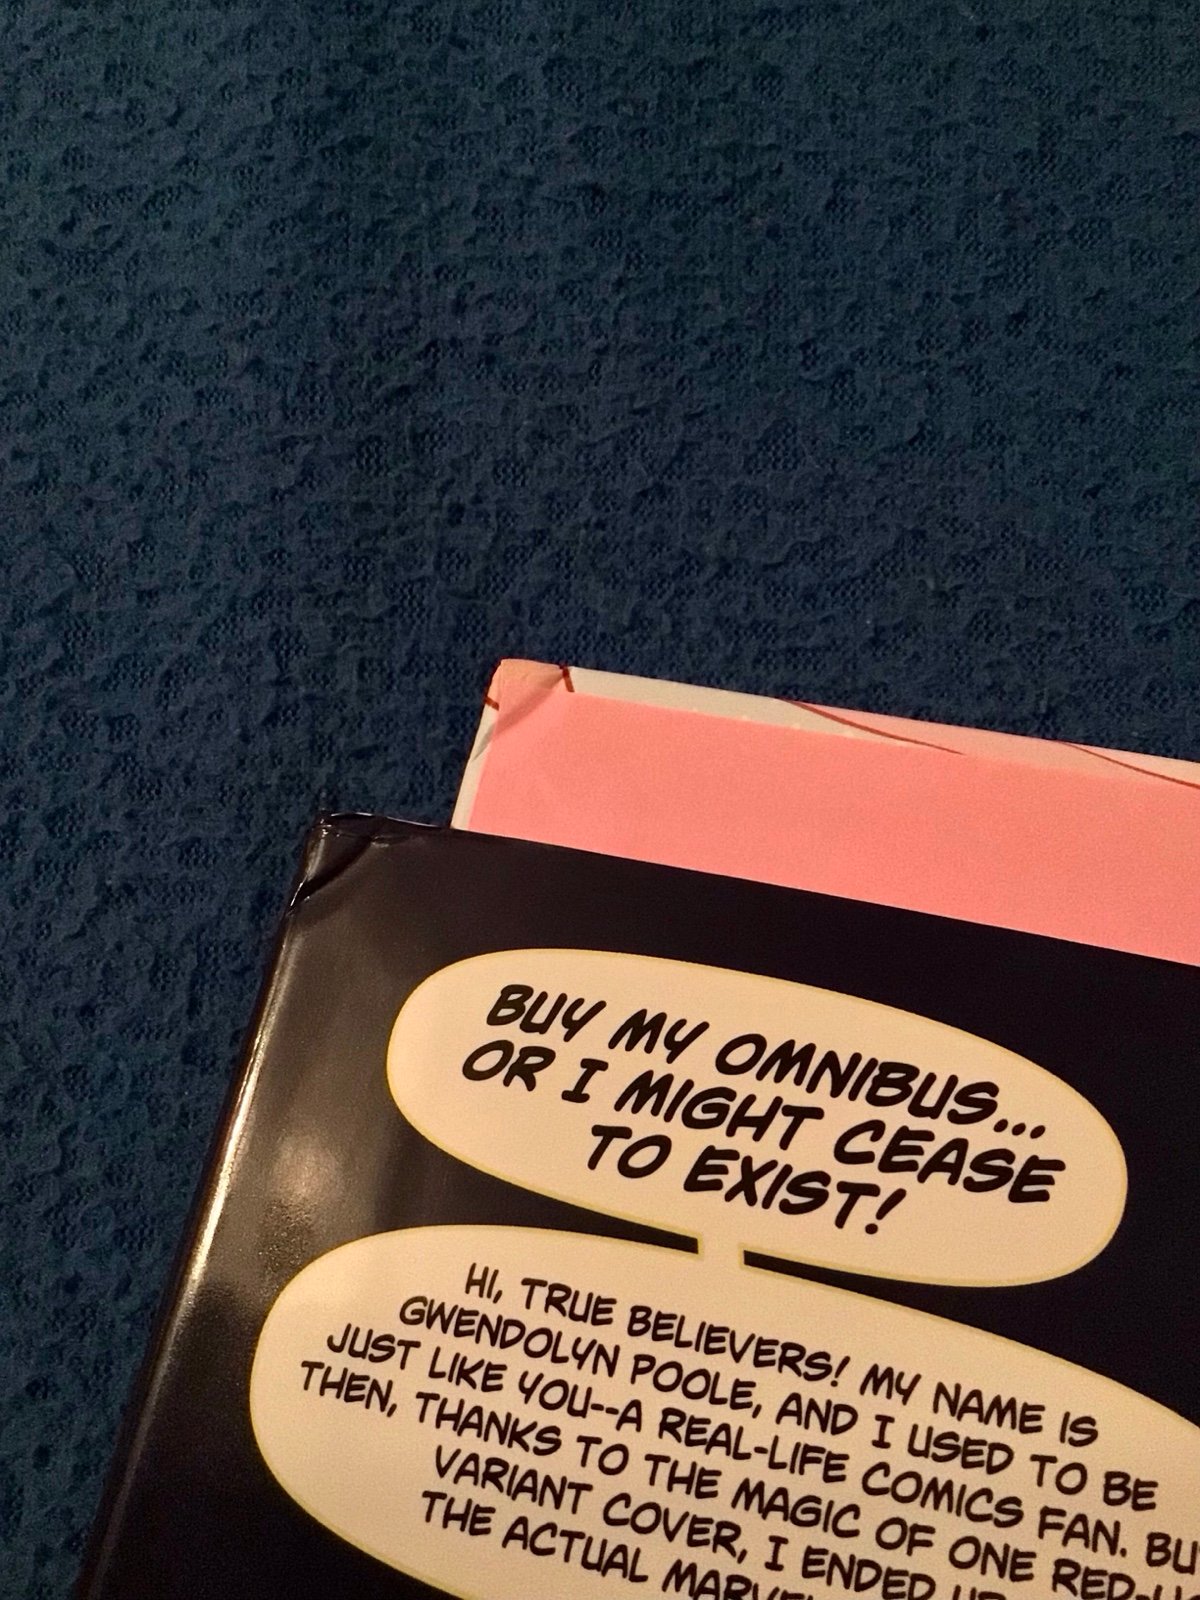 BUY MY OMNIBUS...
OR I MIGHT CEASE
TO EXIST!
HI, TRUE BELIEVERS! MY NAME IS
GWENDOLYN POOLE, AND I USED TO BE
JUST LIKE YOU--A REAL-LIFE COMICS FAN. BU
THEN, THANKS TO THE MAGIC OF ONE RED-
VARIANT COVER, I ENDED
THE ACTUAL